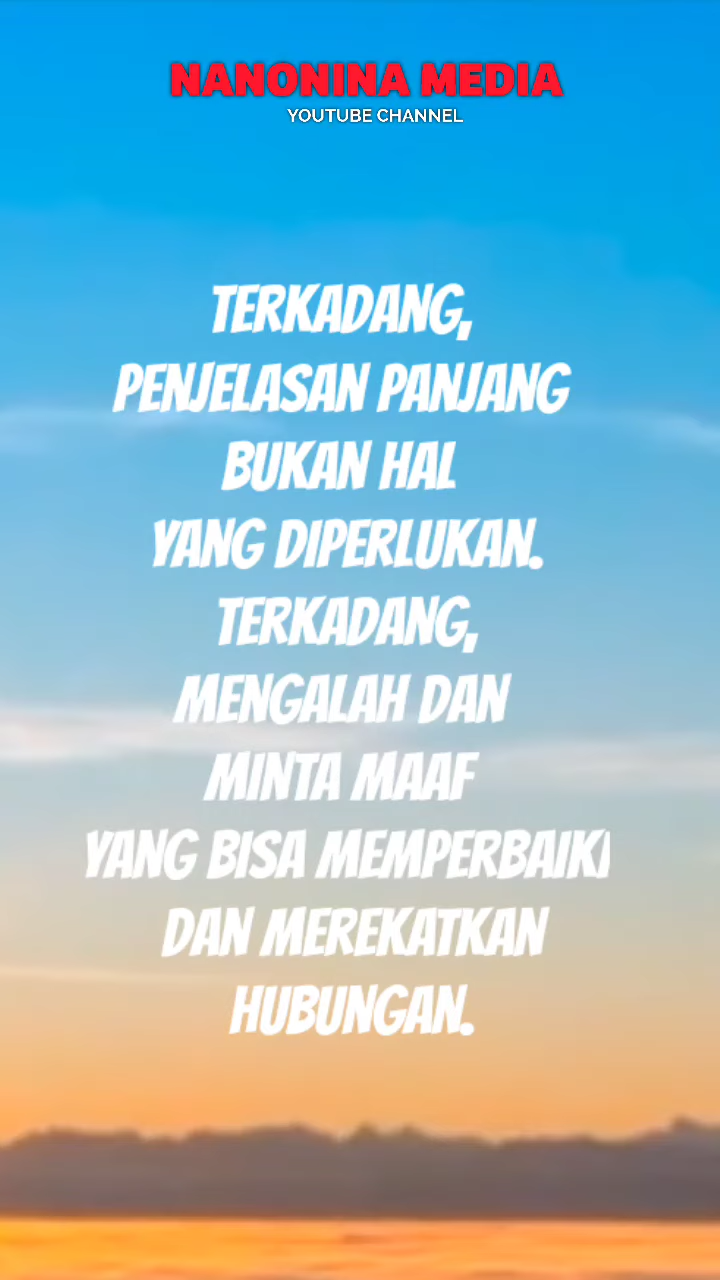 NANONINA MEDIA
YOUTUBE CHANNEL
TERKADANG,
PENJELASAN PANJANG
BUKAN HAL
YANG DIPERLUKAN.
TERKADANG,
MENGALAH DAN
MINTA MAAF
YANG BISA MEMPERBAIKI
DAN MEREKATKAN
HUBUNGAN.